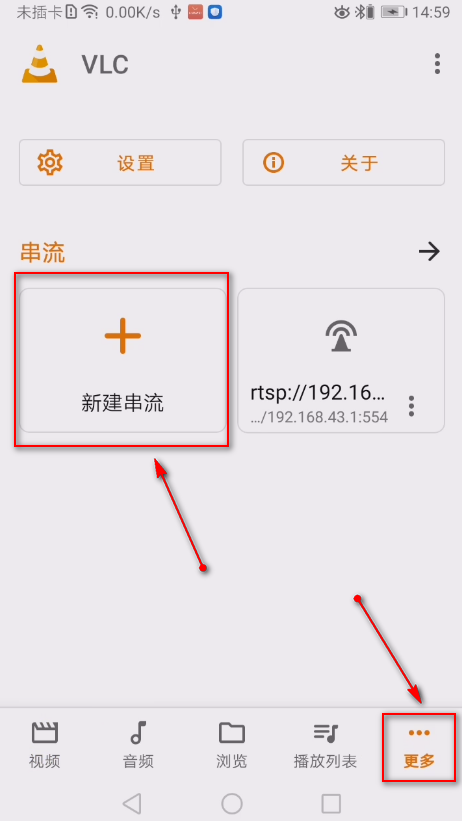 未插卡 0.00K/s 14:59
VLC
设置 关于
串流
新建串流
rtsp://192.16...
.../192.168.43.1:554
视频 音频 浏览 播放列表 更多